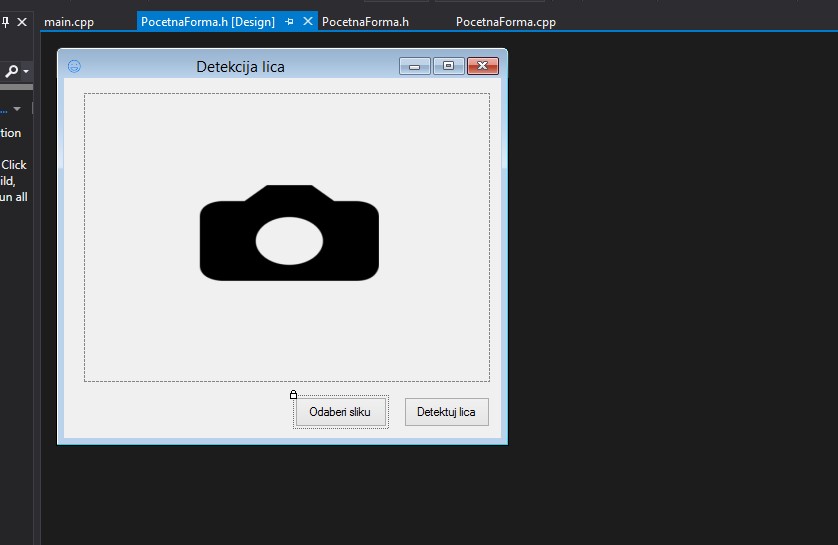 main.cpp
PocetnaForma.h [Design]
PocetnaForma.h
PocetnaForma.cpp
Detekcija lica
...
tion
Click
ild,
un all
Odaberi sliku
Detektuj lica